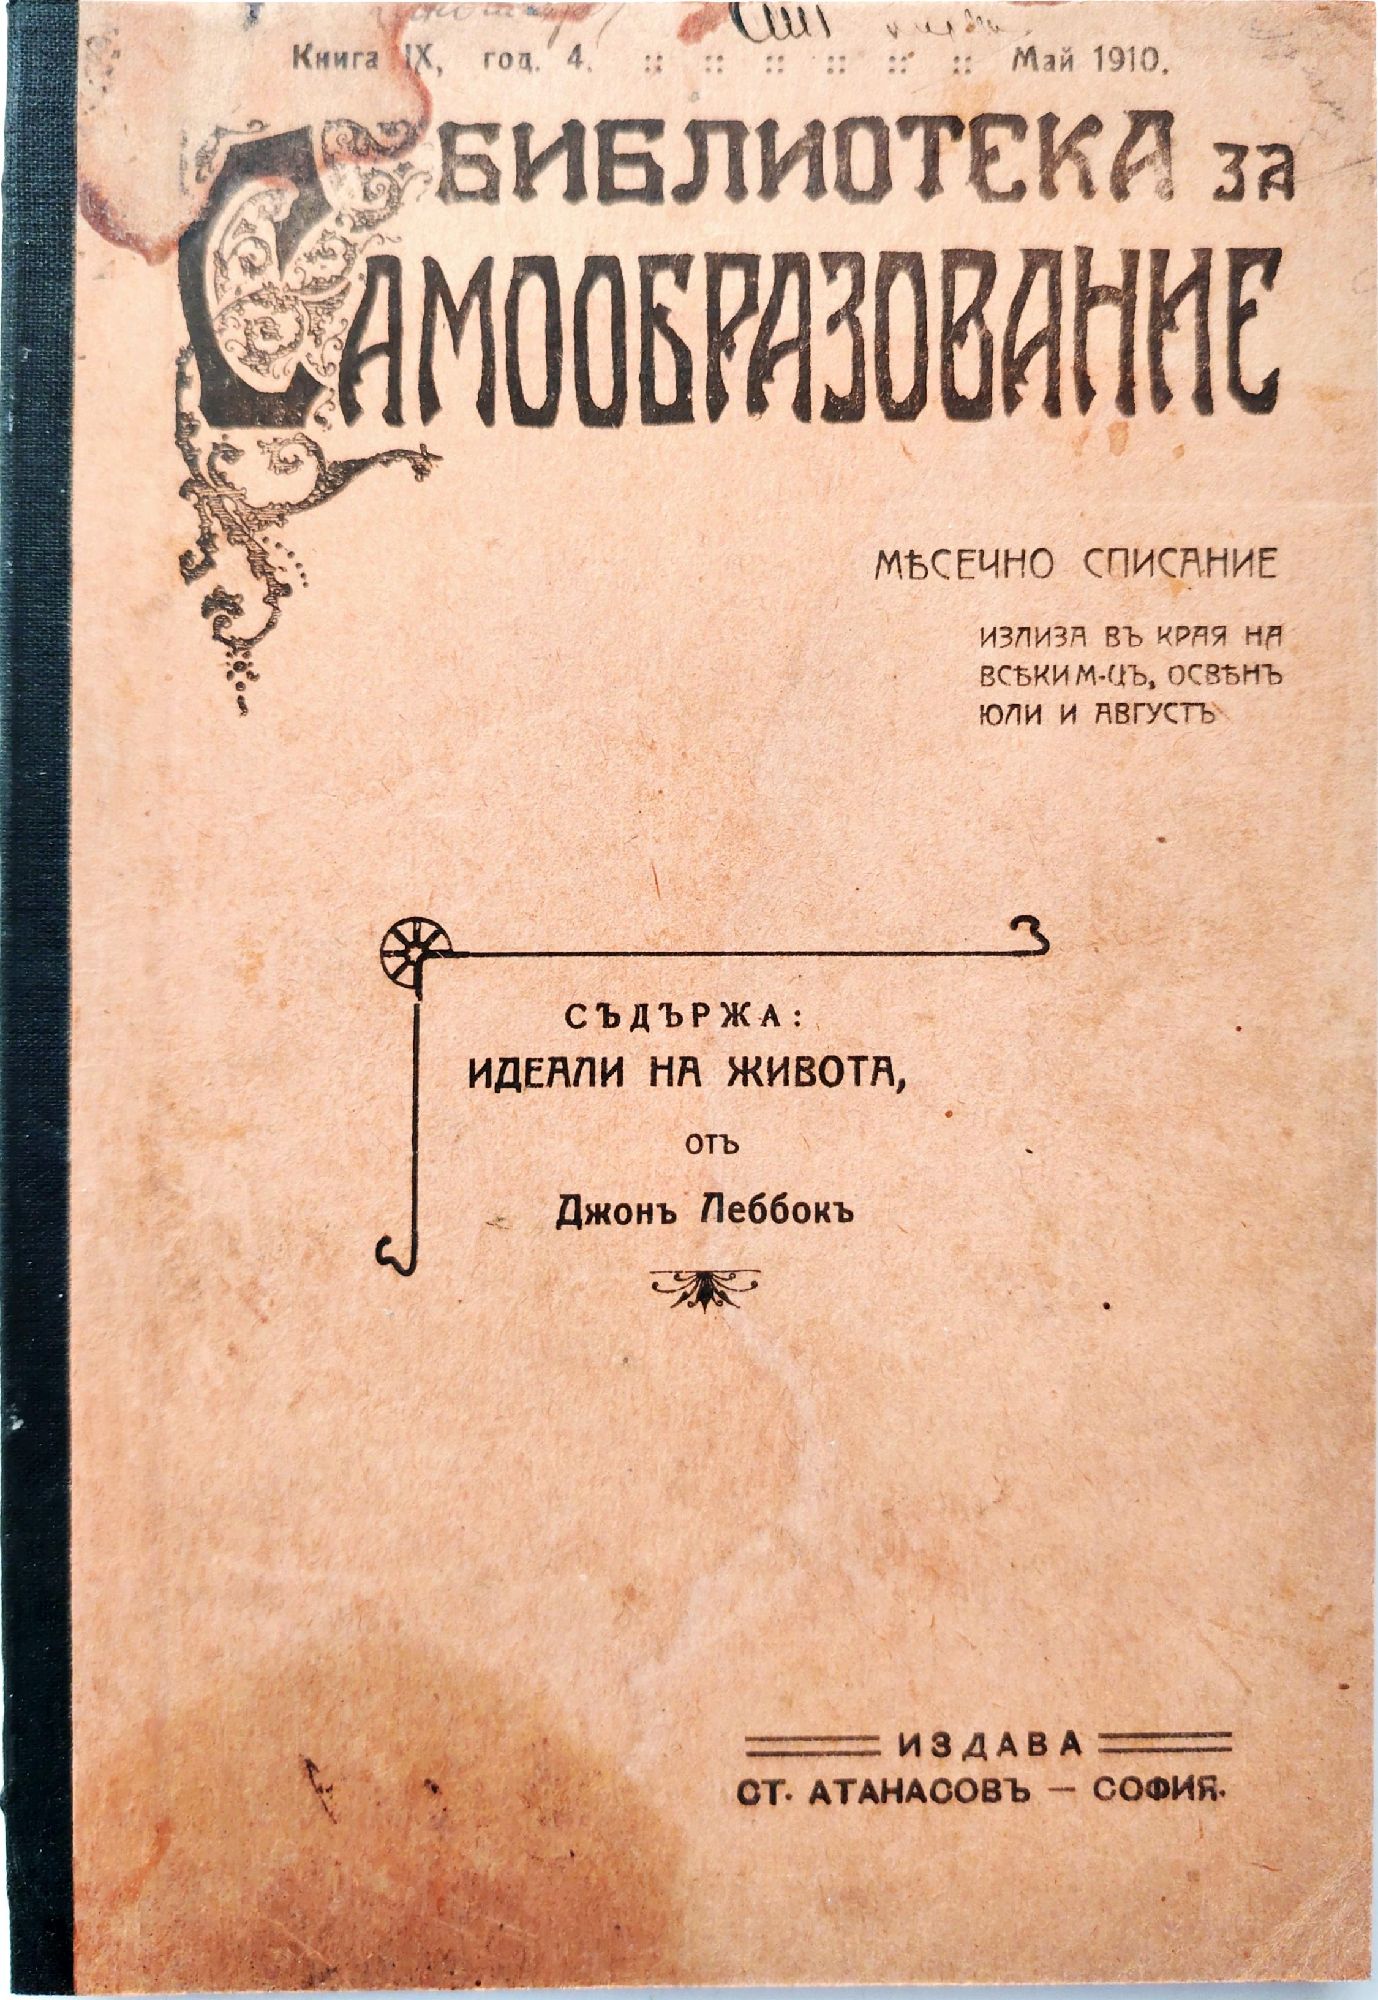 Книга IX, год. 4. :: :: :: :: :: :: Май 1910.
БИБЛИОТЕКА ЗА
САМООБРАЗОВАНИЕ
МѢСЕЧНО СПИСАНИЕ
ИЗЛИЗА ВЪ КРАЯ НА
ВСѢКИ М-ЦЪ, ОСВѢНЪ
ЮЛИ И АВГУСТЪ
СЪДЪРЖА:
ИДЕАЛИ НА ЖИВОТА,
ОТЪ
Джонъ Леббокъ
ИЗДАВА
СТ. АТАНАСОВЪ — СОФИЯ.